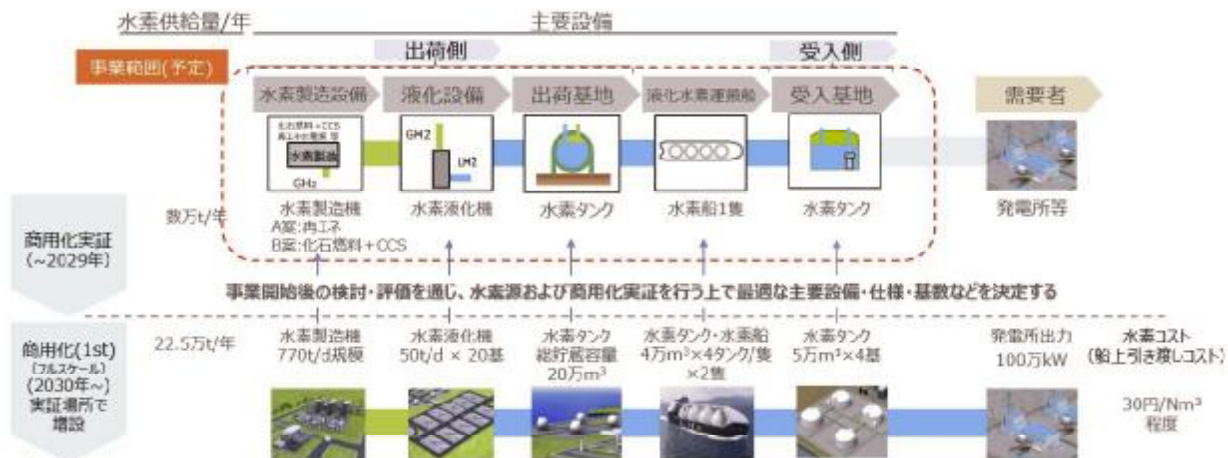 水素供給量/年
主要設備
出荷側
受入側
事業範囲(予定)
水素製造設備
液化設備
出荷基地
液化水素運搬船
受入基地
需要者
化石燃料+CCS
水素製造
GH₂
GH2
LH2
数万t/年
水素製造機
A案:再エネ
B案:化石燃料+CCS
水素液化機
水素タンク
水素船1隻
水素タンク
発電所等
商用化実証
(~2029年)
事業開始後の検討・評価を通じ、水素源および商用化実証を行う上で最適な主要設備・仕様・基数などを決定する
商用化(1st)
(フルスケール)
(2030年~)
実証場所で
増設
22.5万t/年
水素製造機
770t/d規模
水素液化機
50t/d × 20基
水素タンク
総貯蔵容量
20万m³
水素タンク・水素船
4万m³×4タンク/隻
×2隻
水素タンク
5万m³×4基
発電所出力
100万kW
水素コスト
(船上引き渡しコスト)
30円/Nm³
程度